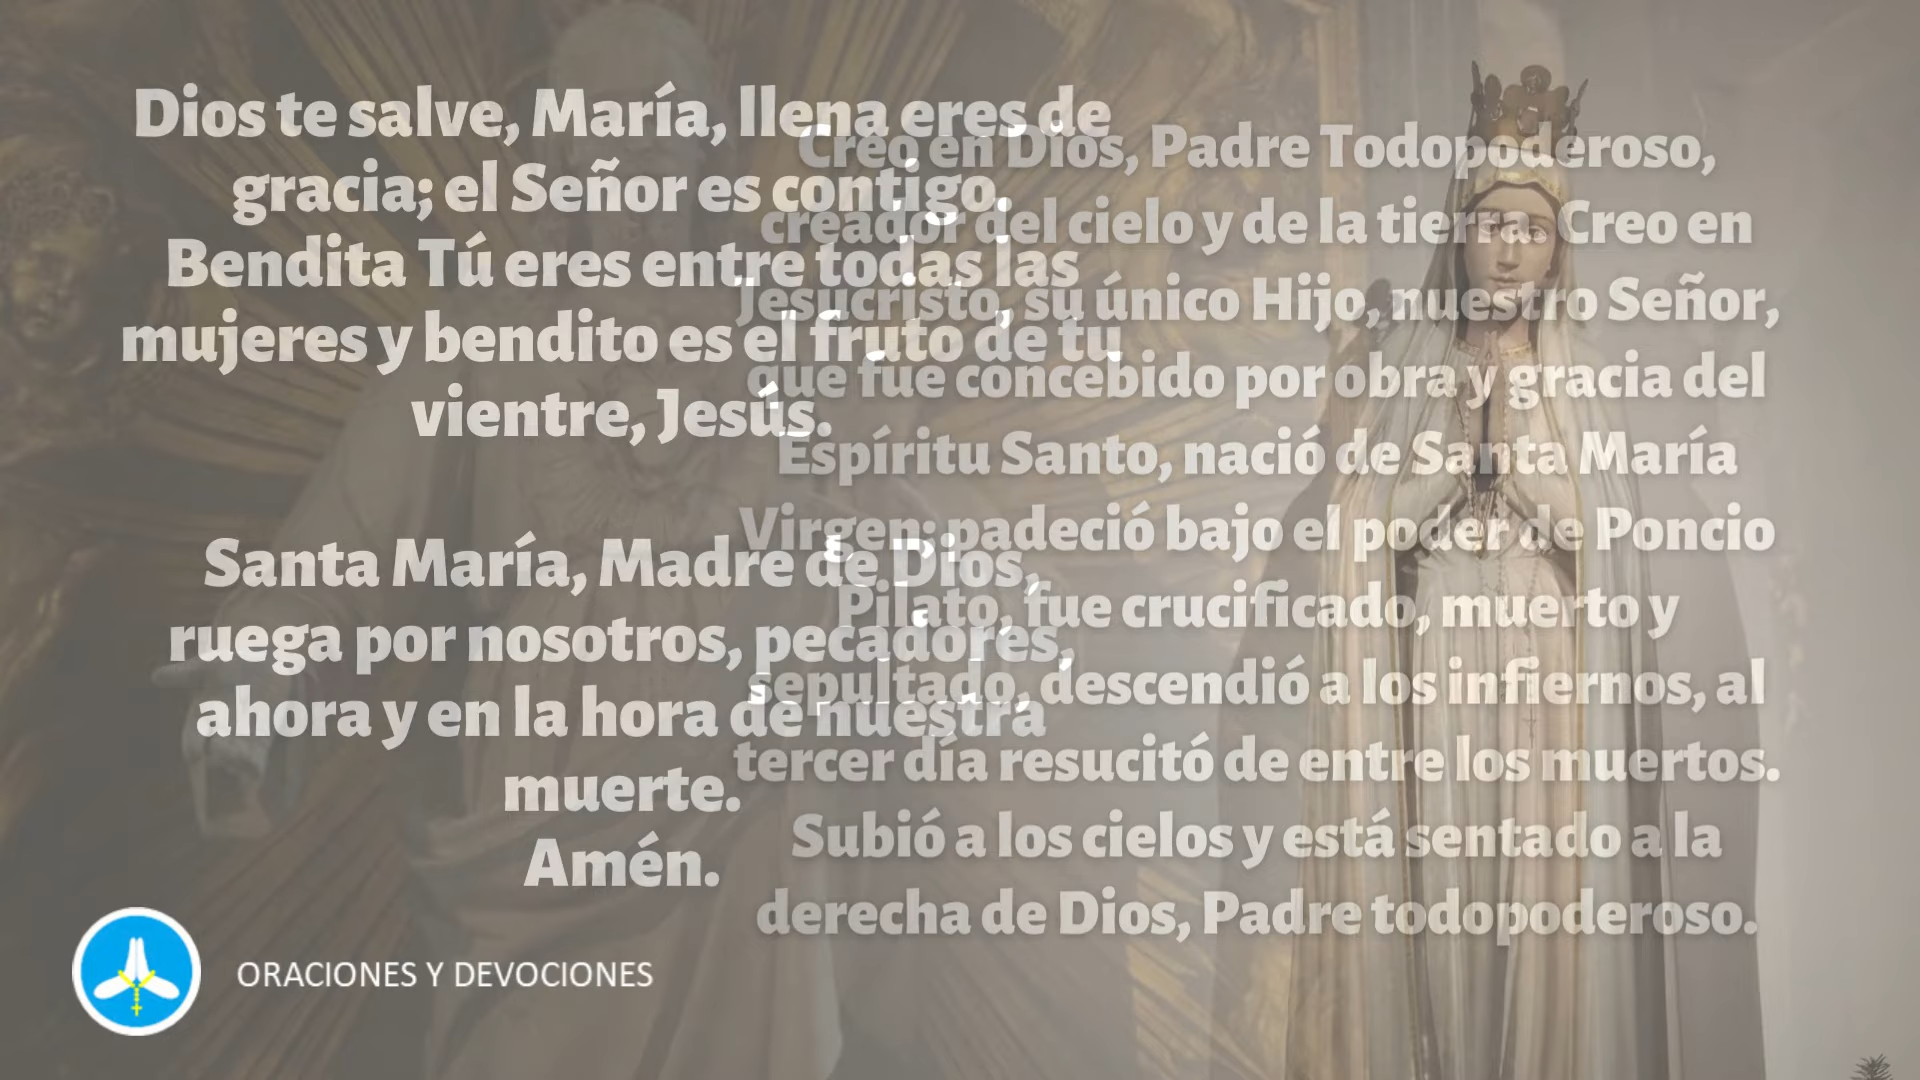 Dios te salve, María, llena eres de
gracia; el Señor es contigo.
Bendita Tú eres entre todas las
mujeres y bendito es el fruto de tu
vientre, Jesús.
Santa María, Madre de Dios,
ruega por nosotros, pecadores,
ahora y en la hora de nuestra
muerte.
Amén.
Creo en Dios, Padre Todopoderoso,
creador del cielo y de la tierra. Creo en
Jesucristo, su único Hijo, nuestro Señor,
que fue concebido por obra y gracia del
Espíritu Santo, nació de Santa María
Virgen; padeció bajo el poder de Poncio
Pilato, fue crucificado, muerto y
sepultado, descendió a los infiernos, al
tercer día resucitó de entre los muertos.
Subió a los cielos y está sentado a la
derecha de Dios, Padre todopoderoso.
ORACIONES Y DEVOCIONES